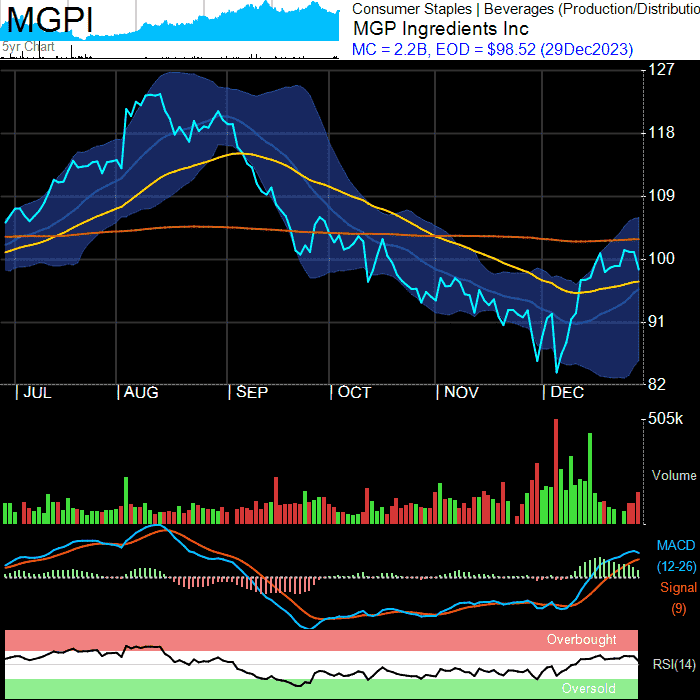 MGPI
5yr Chart
Consumer Staples | Beverages (Production/Distributio
MGP Ingredients Inc
MC = 2.2B, EOD = $98.52 (29Dec2023)
127
118
109
100
91
82
JUL AUG SEP OCT NOV DEC
505k
Volume
MACD
(12-26)
Signal
(9)
Overbought
RSI(14)
Oversold